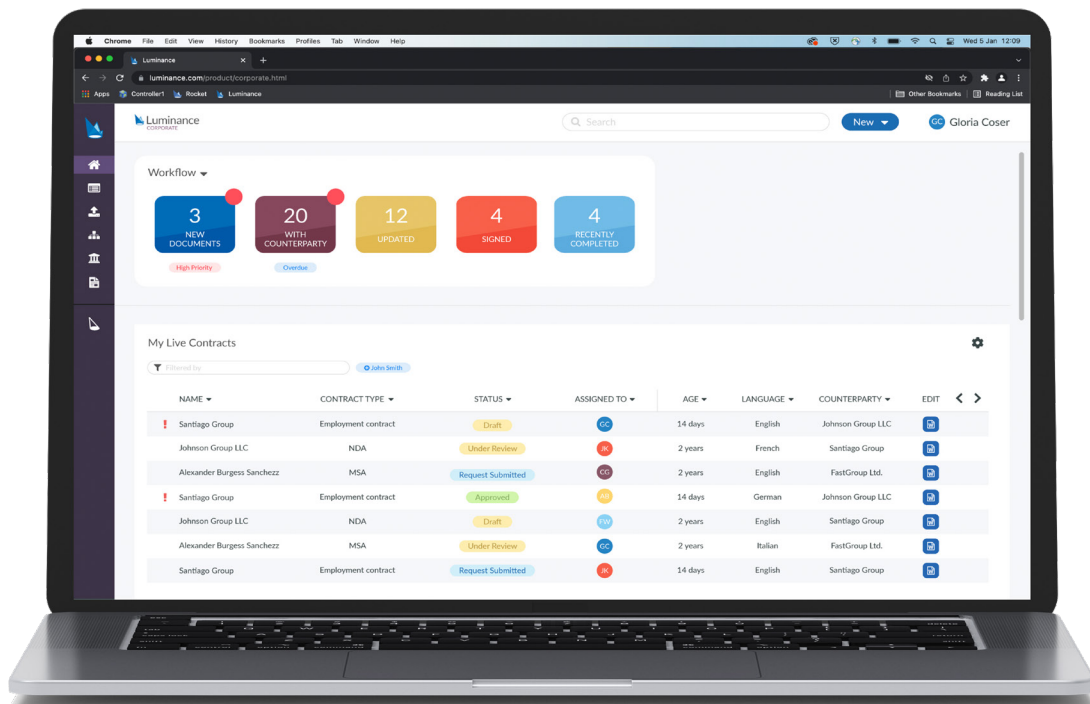 Chrome File Edit View History Bookmarks Profiles Tab Window Help Wed 5 Jan 12:09
Luminance
luminance.com/product/corporate.html
Apps Controller1 Rocket Luminance Other Bookmarks Reading List
Luminance
CORPORATE
Search
New
GC Gloria Coser
Workflow
3
NEW
DOCUMENTS
High Priority
20
WITH
COUNTERPARTY
Overdue
12
UPDATED
4
SIGNED
4
RECENTLY
COMPLETED
My Live Contracts
Filtered by
John Smith
NAME CONTRACT TYPE STATUS ASSIGNED TO AGE LANGUAGE COUNTERPARTY EDIT
! Santiago Group Employment contract Draft GC 14 days English Johnson Group LLC
Johnson Group LLC NDA Under Review JK 2 years French Santiago Group
Alexander Burgess Sanchezz MSA Request Submitted CG 2 years English FastGroup Ltd.
! Santiago Group Employment contract Approved AB 14 days German Johnson Group LLC
Johnson Group LLC NDA Draft FW 2 years English Santiago Group
Alexander Burgess Sanchezz MSA Under Review GC 2 years Italian FastGroup Ltd.
Santiago Group Employment contract Request Submitted JK 14 days English Santiago Group